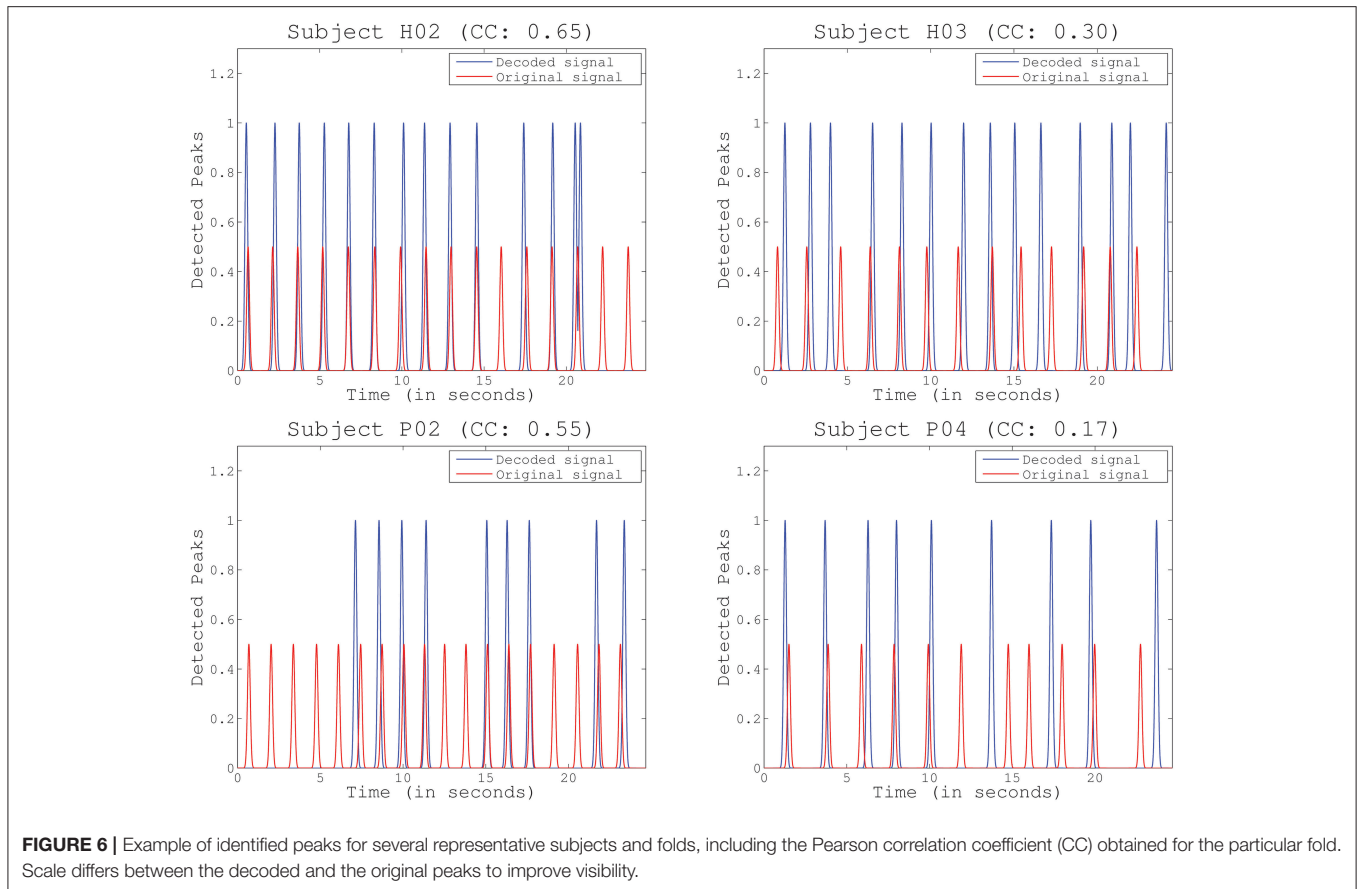 Subject H02 (CC: 0.65)
Decoded signal
Original signal
Detected Peaks
1.2
1
0.8
0.6
0.4
0.2
0
0 5 10 15 20
Time (in seconds)
Subject H03 (CC: 0.30)
Decoded signal
Original signal
Detected Peaks
1.2
1
0.8
0.6
0.4
0.2
0
0 5 10 15 20
Time (in seconds)
Subject P02 (CC: 0.55)
Decoded signal
Original signal
Detected Peaks
1.2
1
0.8
0.6
0.4
0.2
0
0 5 10 15 20
Time (in seconds)
Subject P04 (CC: 0.17)
Decoded signal
Original signal
Detected Peaks
1.2
1
0.8
0.6
0.4
0.2
0
0 5 10 15 20
Time (in seconds)
FIGURE 6 | Example of identified peaks for several representative subjects and folds, including the Pearson correlation coefficient (CC) obtained for the particular fold.
Scale differs between the decoded and the original peaks to improve visibility.